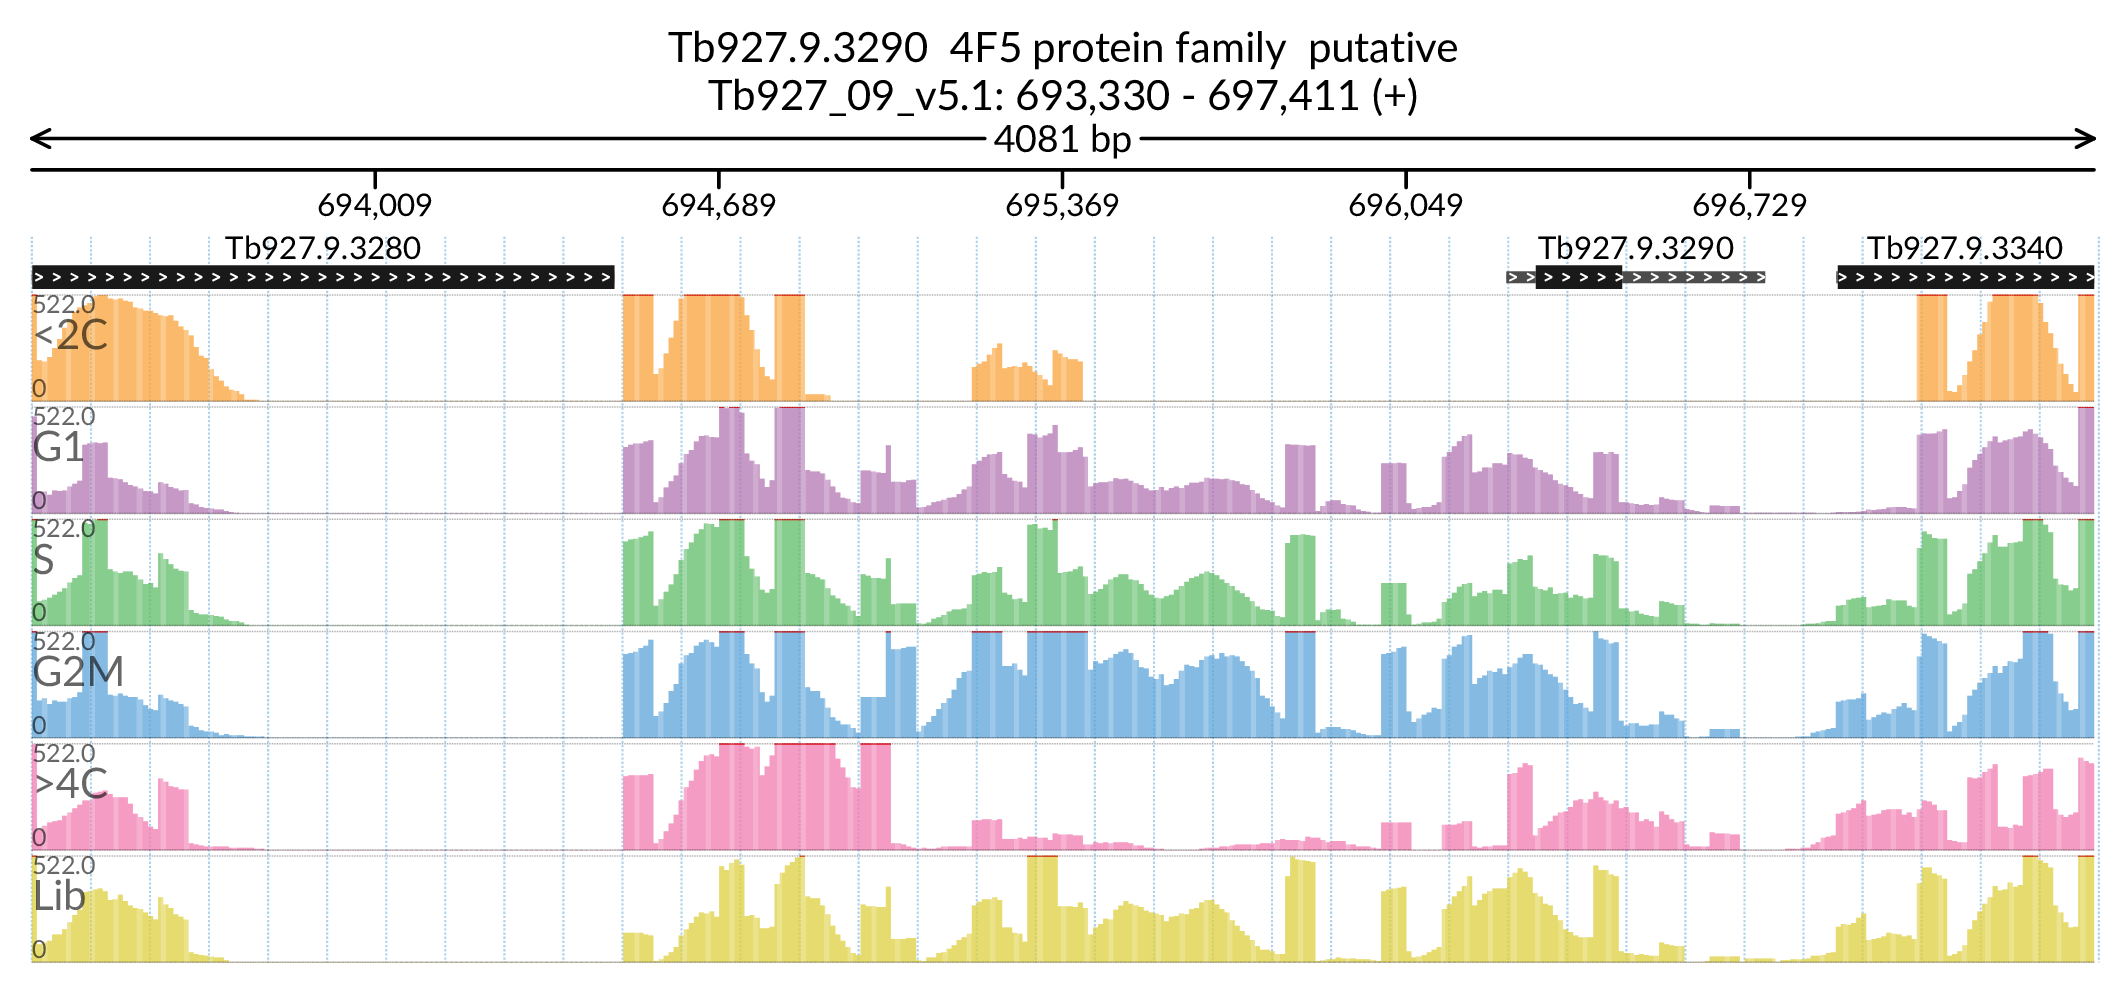 Tb927.9.3290  4F5 protein family  putative
Tb927_09_v5.1: 693,330 - 697,411 (+)
4081 bp
694,009 694,689 695,369 696,049 696,729
Tb927.9.3280 Tb927.9.3290 Tb927.9.3340
522.0
<2C
0
522.0
G1
0
522.0
S
0
522.0
G2M
0
522.0
>4C
0
522.0
Lib
0